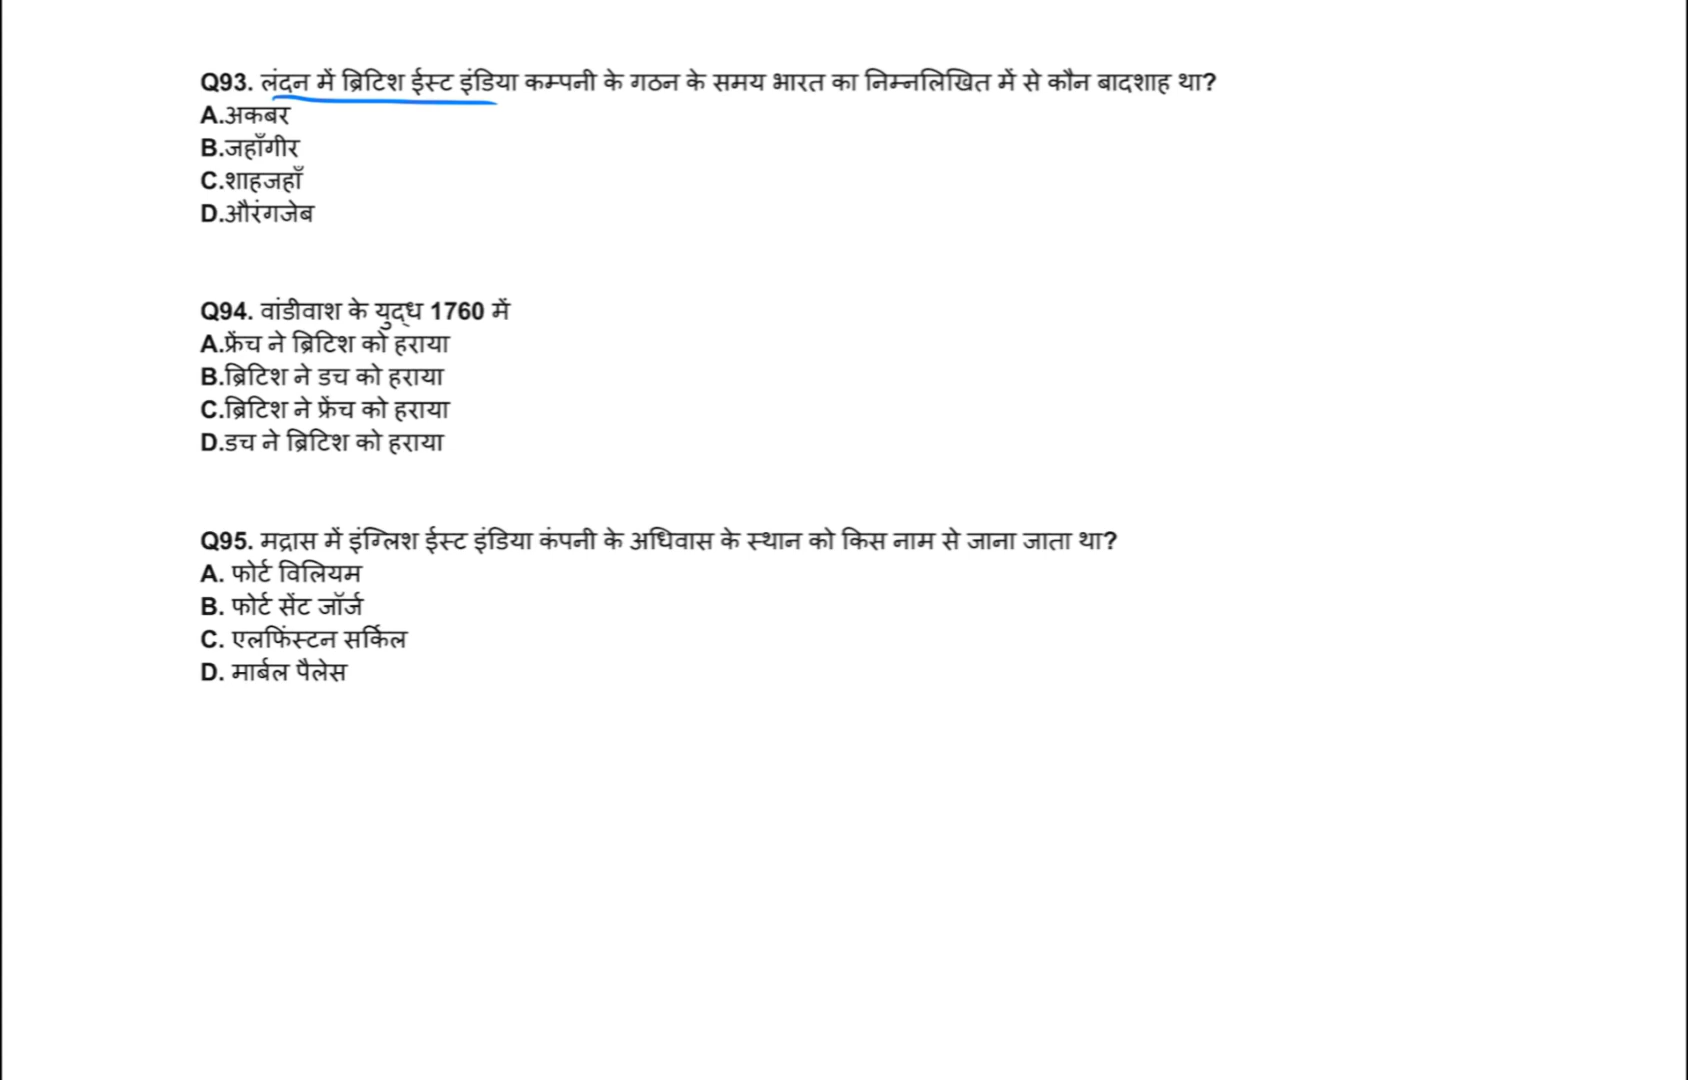 Q93. लंदन में ब्रिटिश ईस्ट इंडिया कम्पनी के गठन के समय भारत का निम्नलिखित में से कौन बादशाह था?
A.अकबर
B.जहाँगीर
C.शाहजहाँ
D.औरंगजेब
Q94. वांडीवाश के युद्ध 1760 में
A.फ्रेंच ने ब्रिटिश को हराया
B.ब्रिटिश ने डच को हराया
C.ब्रिटिश ने फ्रेंच को हराया
D.डच ने ब्रिटिश को हराया
Q95. मद्रास में इंग्लिश ईस्ट इंडिया कंपनी के अधिवास के स्थान को किस नाम से जाना जाता था?
A. फोर्ट विलियम
B. फोर्ट सेंट जॉर्ज
C. एलफिंस्टन सर्किल
D. मार्बल पैलेस